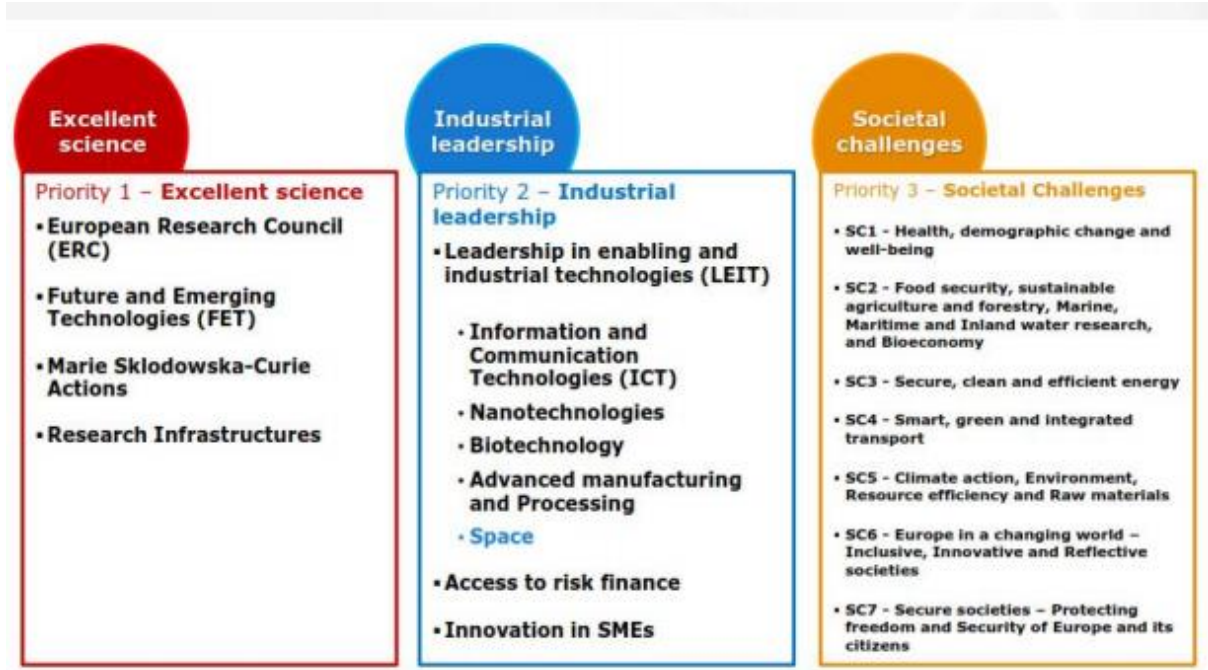 Excellent
science
Priority 1 – Excellent science
▪European Research Council
(ERC)
▪Future and Emerging
Technologies (FET)
▪Marie Sklodowska-Curie
Actions
▪Research Infrastructures
Industrial
leadership
Priority 2 – Industrial
leadership
▪Leadership in enabling and
industrial technologies (LEIT)
▪Information and
Communication
Technologies (ICT)
▪Nanotechnologies
▪Biotechnology
▪Advanced manufacturing
and Processing
▪Space
▪Access to risk finance
▪Innovation in SMEs
Societal
challenges
Priority 3 – Societal Challenges
▪SC1 - Health, demographic change and
well-being
▪SC2 - Food security, sustainable
agriculture and forestry, Marine,
Maritime and Inland water research,
and Bioeconomy
▪SC3 - Secure, clean and efficient energy
▪SC4 - Smart, green and integrated
transport
▪SC5 - Climate action, Environment,
Resource efficiency and Raw materials
▪SC6 - Europe in a changing world –
Inclusive, Innovative and Reflective
societies
▪SC7 - Secure societies – Protecting
freedom and Security of Europe and its
citizens